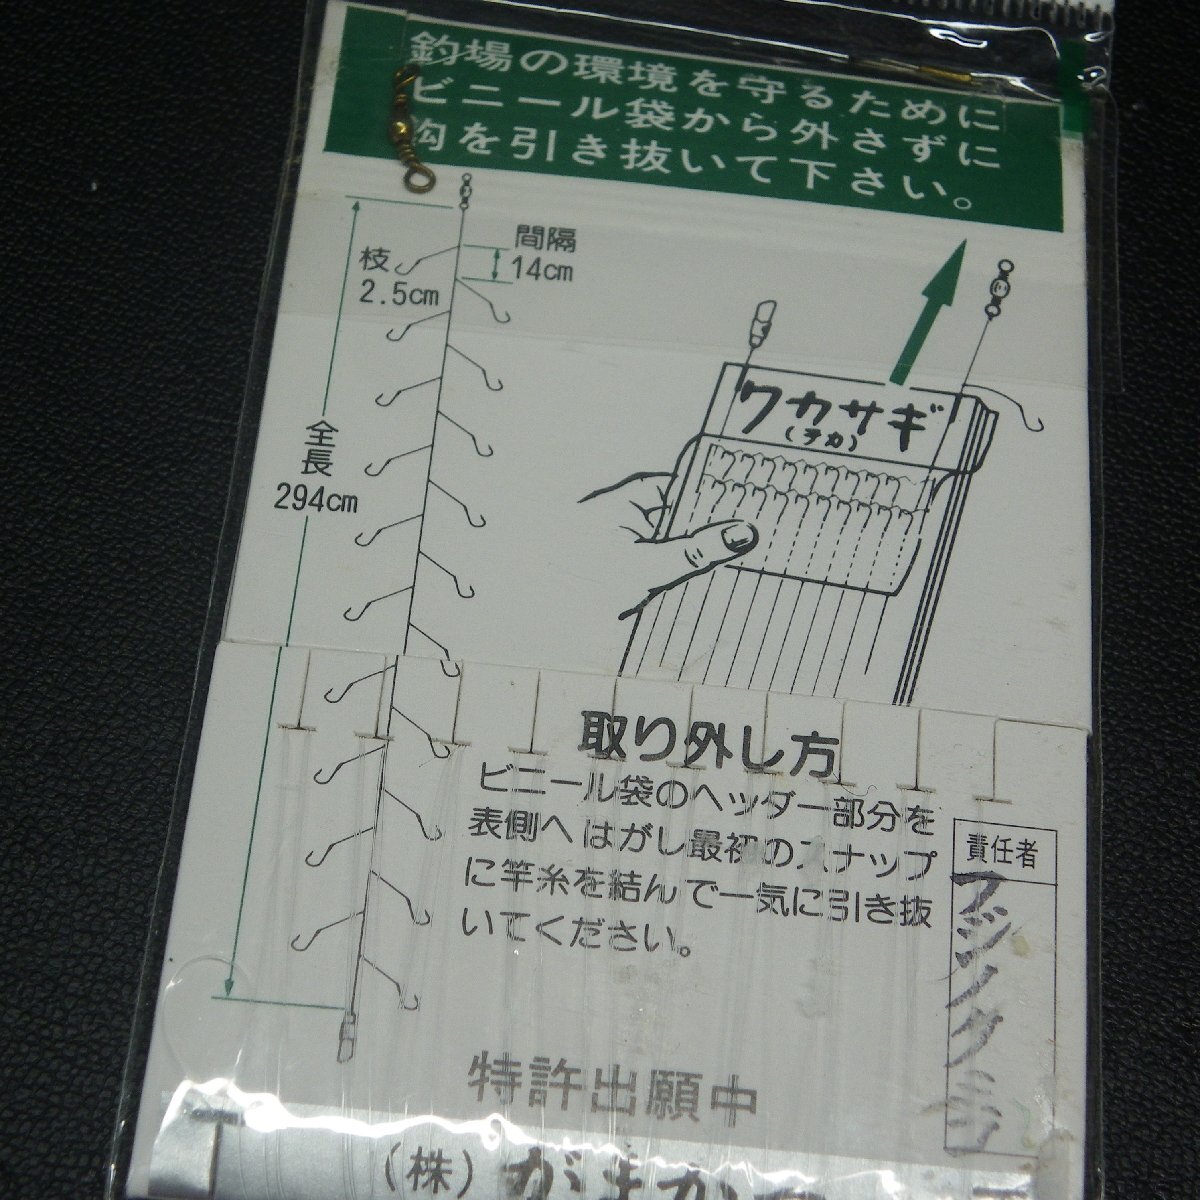 釣場の環境を守るために
ビニール袋から外さずに
鈎を引き抜いて下さい。
間隔
14cm
枝
2.5cm
全長
294cm
ワカサギ
(テカ)
取り外し方
ビニール袋のヘッダー部分を
表側へはがし最初のスナップ
に竿糸を結んで一気に引き抜
いてください。
責任者
特許出願中
(株)がまかつ